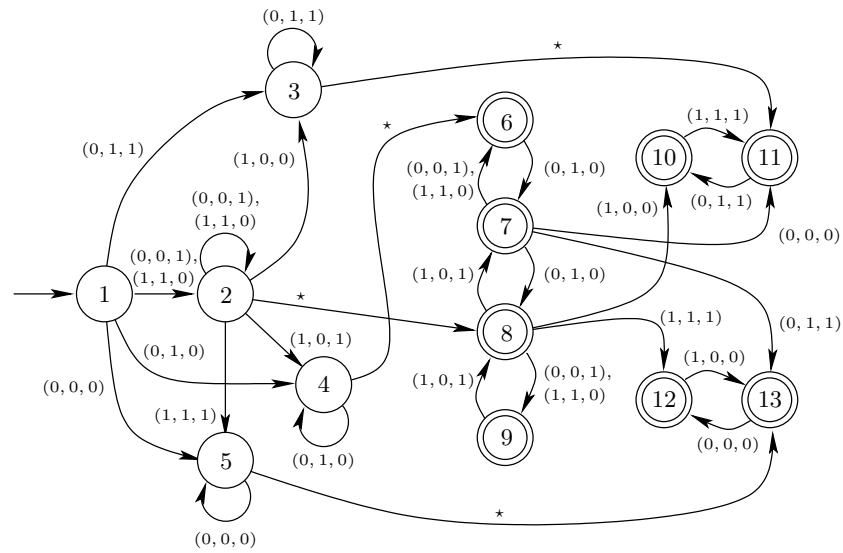 (0, 1, 1)
⋆
3
6
(1, 1, 1)
(0, 1, 1)
⋆
(1, 0, 0)
(0, 0, 1),
(1, 1, 0)
(0, 1, 0)
10
11
(0, 0, 1),
(1, 1, 0)
(1, 0, 0)
(0, 1, 1)
7
(0, 0, 0)
(0, 0, 1),
(1, 1, 0)
(1, 0, 1)
(0, 1, 0)
1
2
⋆
8
(1, 1, 1)
(0, 1, 1)
(0, 1, 0)
(1, 0, 1)
(1, 0, 0)
(0, 0, 0)
4
(1, 0, 1)
(0, 0, 1),
(1, 1, 0)
12
13
(1, 1, 1)
9
(0, 0, 0)
5
(0, 1, 0)
⋆
(0, 0, 0)